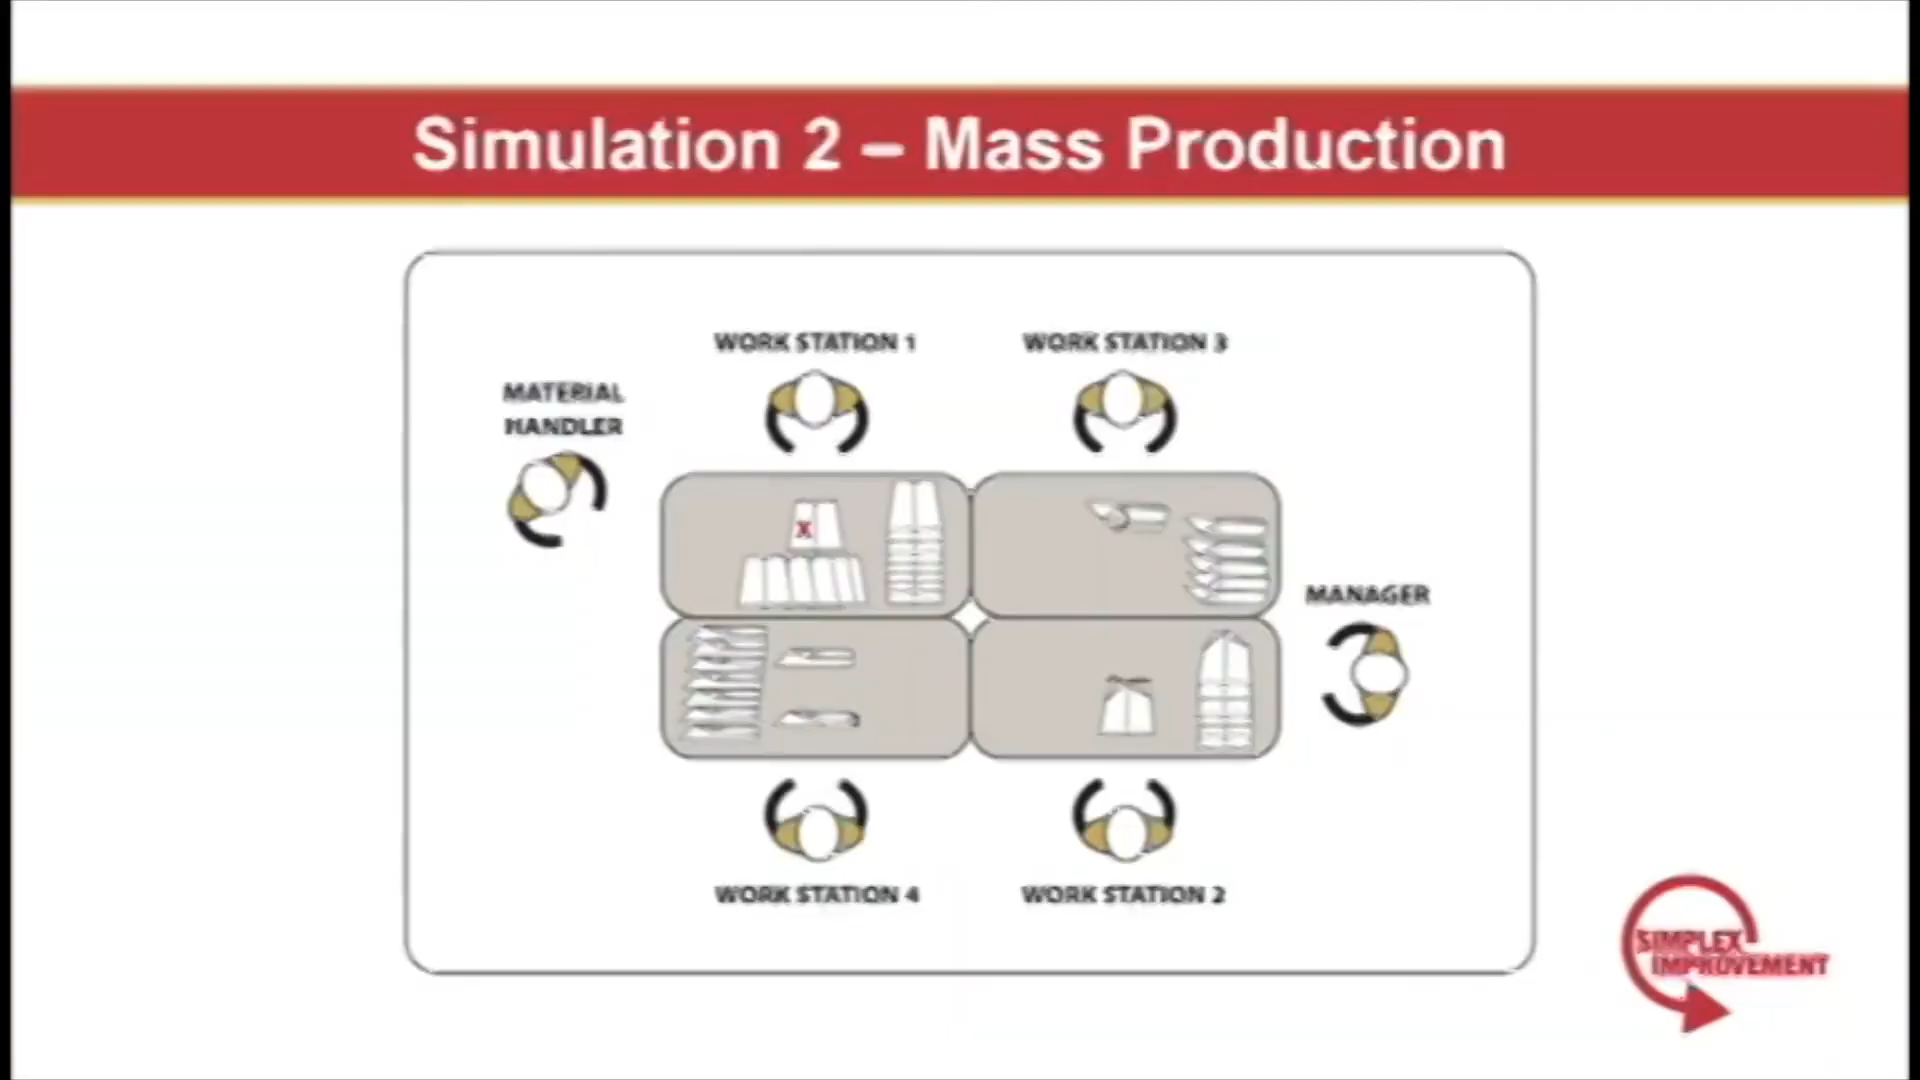 Simulation 2 – Mass Production
WORK STATION 1
WORK STATION 3
MATERIAL
HANDLER
X
MANAGER
WORK STATION 4
WORK STATION 2
SIMPLEX
IMPROVEMENT